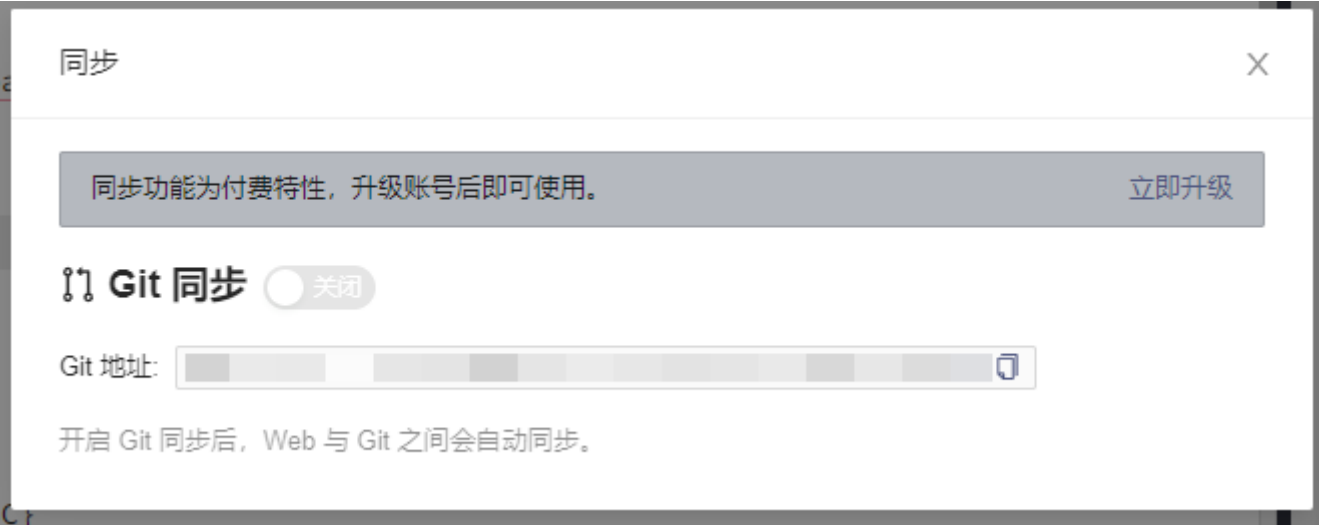 同步
同步功能为付费特性，升级账号后即可使用。 立即升级
Git 同步 关闭
Git 地址:
开启 Git 同步后，Web 与 Git 之间会自动同步。